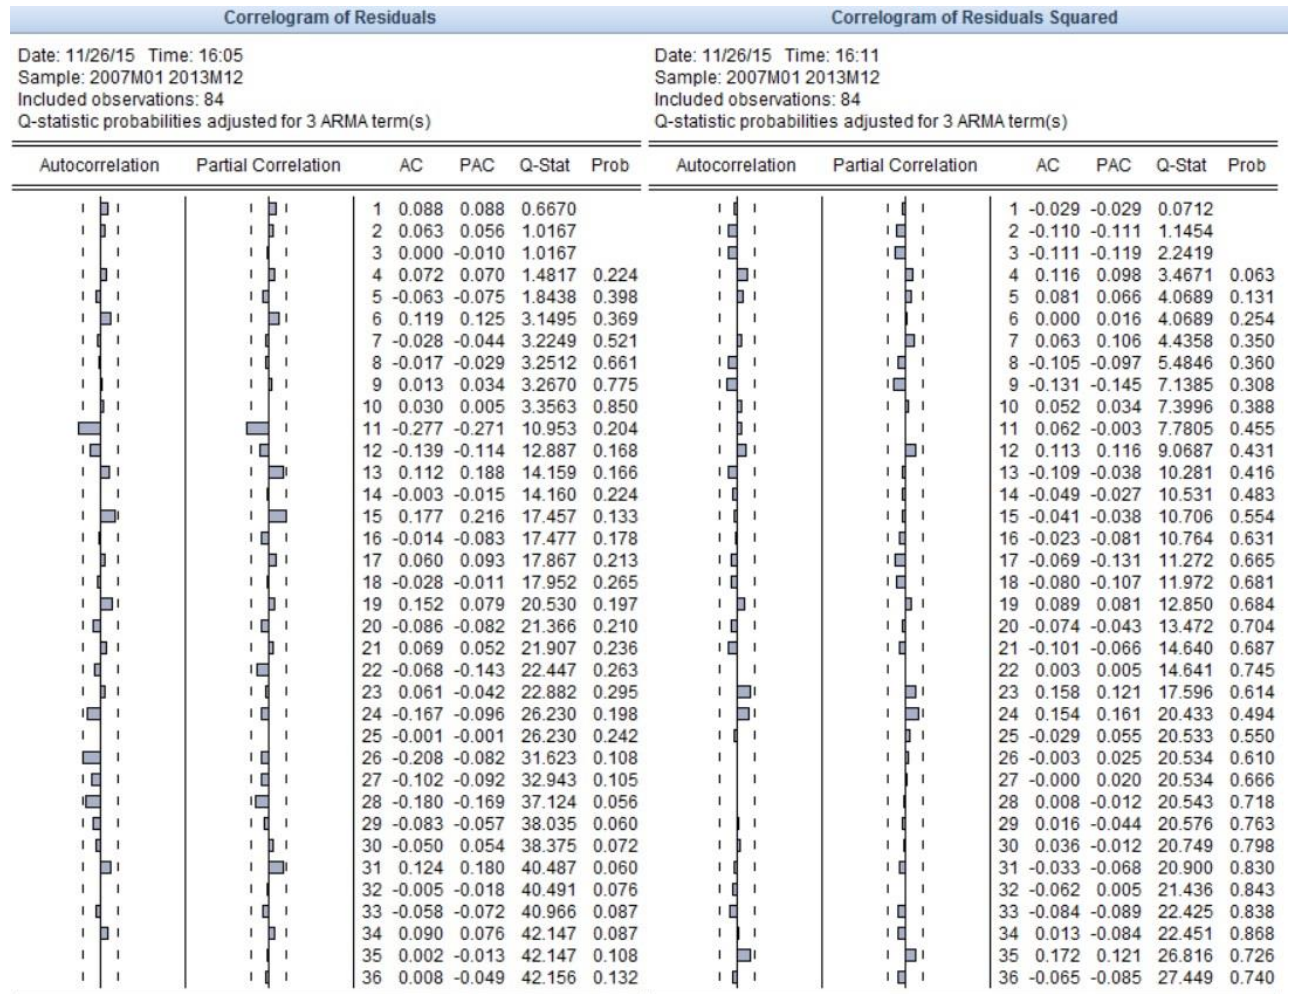 Correlogram of Residuals
Date: 11/26/15 Time: 16:05
Sample: 2007M01 2013M12
Included observations: 84
Q-statistic probabilities adjusted for 3 ARMA term(s)
Autocorrelation Partial Correlation AC PAC Q-Stat Prob
1 0.088 0.088 0.6670
2 0.063 0.056 1.0167
3 0.000 -0.010 1.0167
4 0.072 0.070 1.4817 0.224
5 -0.063 -0.075 1.8438 0.398
6 0.119 0.125 3.1495 0.369
7 -0.028 -0.044 3.2249 0.521
8 -0.017 -0.029 3.2512 0.661
9 0.013 0.034 3.2670 0.775
10 0.030 0.005 3.3563 0.850
11 -0.277 -0.271 10.953 0.204
12 -0.139 -0.114 12.887 0.168
13 0.112 0.188 14.159 0.166
14 -0.003 -0.015 14.160 0.224
15 0.177 0.216 17.457 0.133
16 -0.014 -0.083 17.477 0.178
17 0.060 0.093 17.867 0.213
18 -0.028 -0.011 17.952 0.265
19 0.152 0.079 20.530 0.197
20 -0.086 -0.082 21.366 0.210
21 0.069 0.052 21.907 0.236
22 -0.068 -0.143 22.447 0.263
23 0.061 -0.042 22.882 0.295
24 -0.167 -0.096 26.230 0.198
25 -0.001 -0.001 26.230 0.242
26 -0.208 -0.082 31.623 0.108
27 -0.102 -0.092 32.943 0.105
28 -0.180 -0.169 37.124 0.056
29 -0.083 -0.057 38.035 0.060
30 -0.050 0.054 38.375 0.072
31 0.124 0.180 40.487 0.060
32 -0.005 -0.018 40.491 0.076
33 -0.058 -0.072 40.966 0.087
34 0.090 0.076 42.147 0.087
35 0.002 -0.013 42.147 0.108
36 0.008 -0.049 42.156 0.132
Correlogram of Residuals Squared
Date: 11/26/15 Time: 16:11
Sample: 2007M01 2013M12
Included observations: 84
Q-statistic probabilities adjusted for 3 ARMA term(s)
Autocorrelation Partial Correlation AC PAC Q-Stat Prob
1 -0.029 -0.029 0.0712
2 -0.110 -0.111 1.1454
3 -0.111 -0.119 2.2419
4 0.116 0.098 3.4671 0.063
5 0.081 0.066 4.0689 0.131
6 0.000 0.016 4.0689 0.254
7 0.063 0.106 4.4358 0.350
8 -0.105 -0.097 5.4846 0.360
9 -0.131 -0.145 7.1385 0.308
10 0.052 0.034 7.3996 0.388
11 0.062 -0.003 7.7805 0.455
12 0.113 0.116 9.0687 0.431
13 -0.109 -0.038 10.281 0.416
14 -0.049 -0.027 10.531 0.483
15 -0.041 -0.038 10.706 0.554
16 -0.023 -0.081 10.764 0.631
17 -0.069 -0.131 11.272 0.665
18 -0.080 -0.107 11.972 0.681
19 0.089 0.081 12.850 0.684
20 -0.074 -0.043 13.472 0.704
21 -0.101 -0.066 14.640 0.687
22 0.003 0.005 14.641 0.745
23 0.158 0.121 17.596 0.614
24 0.154 0.161 20.433 0.494
25 -0.029 0.055 20.533 0.550
26 -0.003 0.025 20.534 0.610
27 -0.000 0.020 20.534 0.666
28 0.008 -0.012 20.543 0.718
29 0.016 -0.044 20.576 0.763
30 0.036 -0.012 20.749 0.798
31 -0.033 -0.068 20.900 0.830
32 -0.062 0.005 21.436 0.843
33 -0.084 -0.089 22.425 0.838
34 0.013 -0.084 22.451 0.868
35 0.172 0.121 26.816 0.726
36 -0.065 -0.085 27.449 0.740